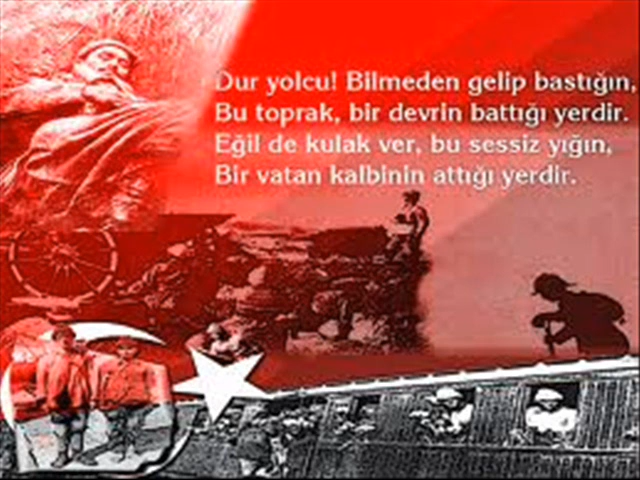 Dur yolcu! Bilmeden gelip bastığın,
Bu toprak, bir devrin battığı yerdir.
Eğil de kulak ver, bu sessiz yığın,
Bir vatan kalbinin attığı yerdir.